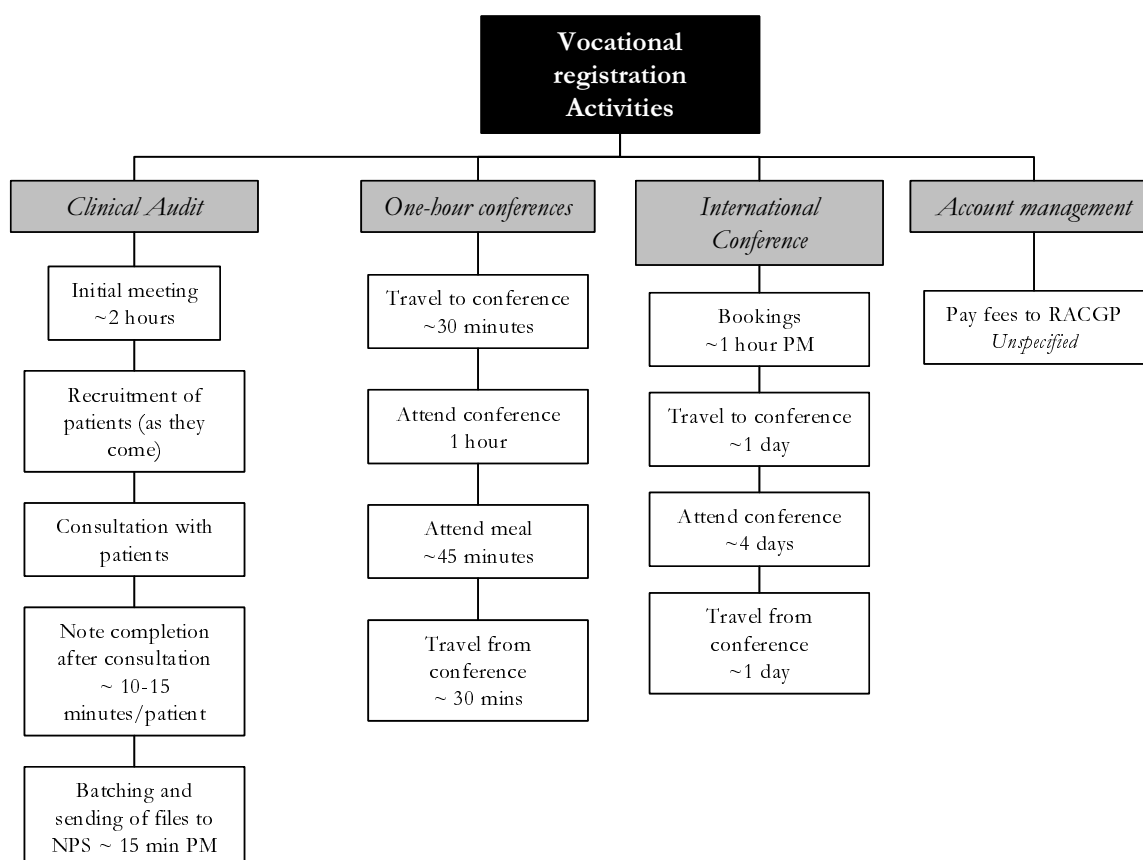 Vocational
registration
Activities
Clinical Audit
Initial meeting
~2 hours
Recruitment of
patients (as they
come)
Consultation with
patients
Note completion
after consultation
~ 10-15
minutes/patient
Batching and
sending of files to
NPS ~ 15 min PM
One-hour conferences
Travel to conference
~30 minutes
Attend conference
1 hour
Attend meal
~45 minutes
Travel from
conference
~ 30 mins
International
Conference
Bookings
~1 hour PM
Travel to conference
~1 day
Attend conference
~4 days
Travel from
conference
~1 day
Account management
Pay fees to RACGP
Unspecified